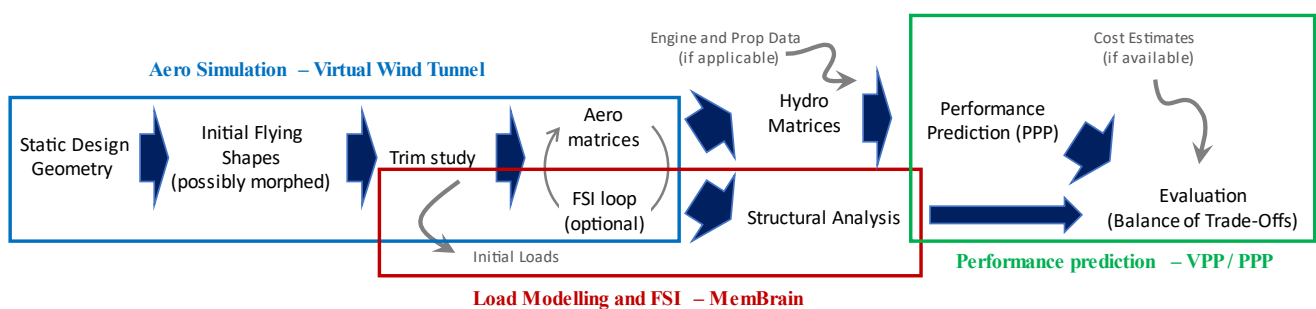 Aero Simulation – Virtual Wind Tunnel
Static Design
Geometry
Initial Flying
Shapes
(possibly morphed)
Trim study
Initial Loads
Aero
matrices
FSI loop
(optional)
Engine and Prop Data
(if applicable)
Hydro
Matrices
Structural Analysis
Load Modelling and FSI – MemBrain
Cost Estimates
(if available)
Performance
Prediction (PPP)
Evaluation
(Balance of Trade-Offs)
Performance prediction – VPP / PPP